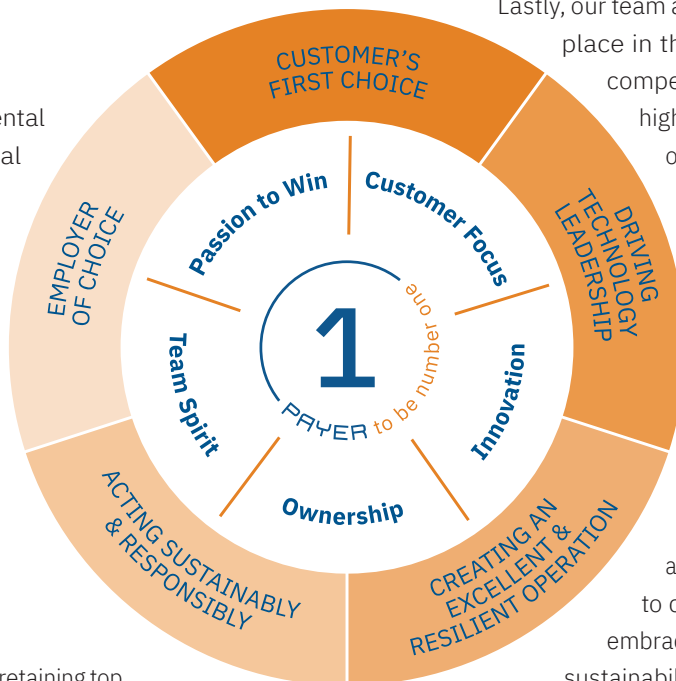 Lastly, our team a
place in th
compe
high
o
ental
al
CUSTOMER'S
FIRST CHOICE
DRIVING
TECHNOLOGY
LEADERSHIP
CREATING AN
EXCELLENT &
RESILIENT OPERATION
ACTING SUSTAINABLY
& RESPONSIBLY
EMPLOYER
OF CHOICE
Passion to Win
Customer Focus
Innovation
Ownership
Team Spirit
1
PAYER to be number one
a
to c
embrac
sustainabil
retaining top